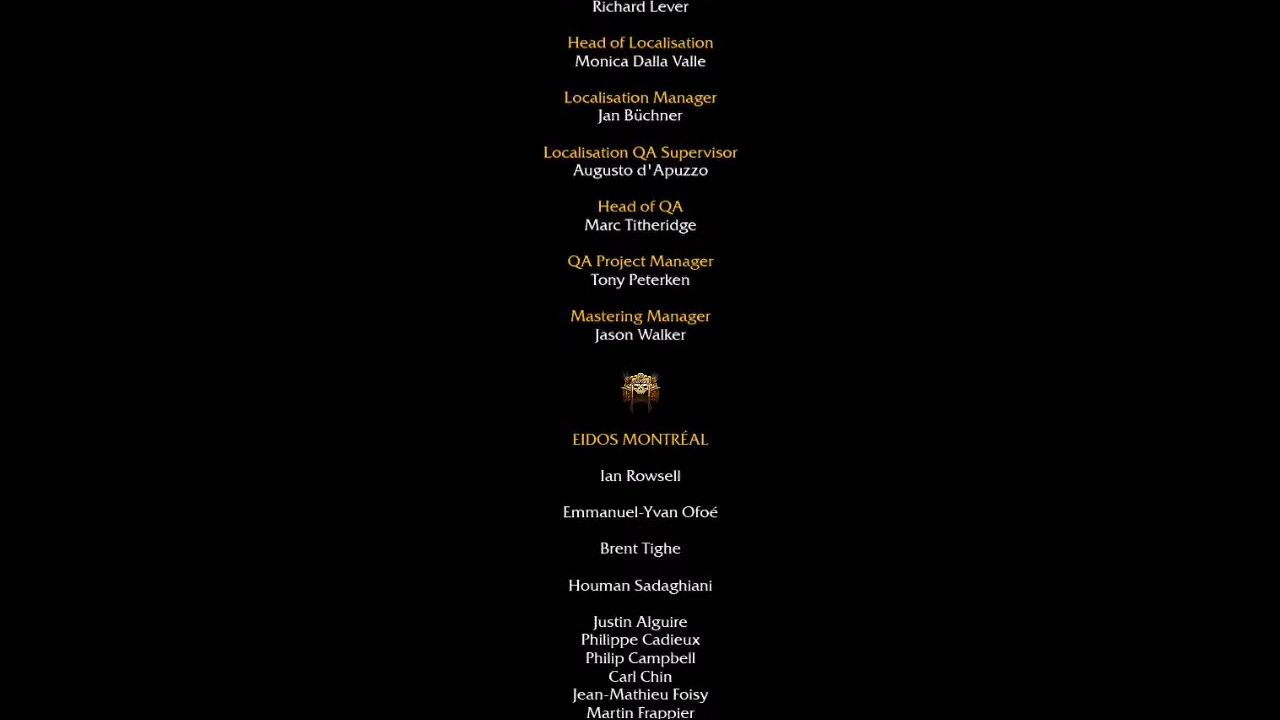 Richard Lever
Head of Localisation
Monica Dalla Valle
Localisation Manager
Jan Büchner
Localisation QA Supervisor
Augusto d'Apuzzo
Head of QA
Marc Titheridge
QA Project Manager
Tony Peterken
Mastering Manager
Jason Walker
EIDOS MONTRÉAL
Ian Rowsell
Emmanuel-Yvan Ofoé
Brent Tighe
Houman Sadaghiani
Justin Alguire
Philippe Cadieux
Philip Campbell
Carl Chin
Jean-Mathieu Foisy
Martin Frappier